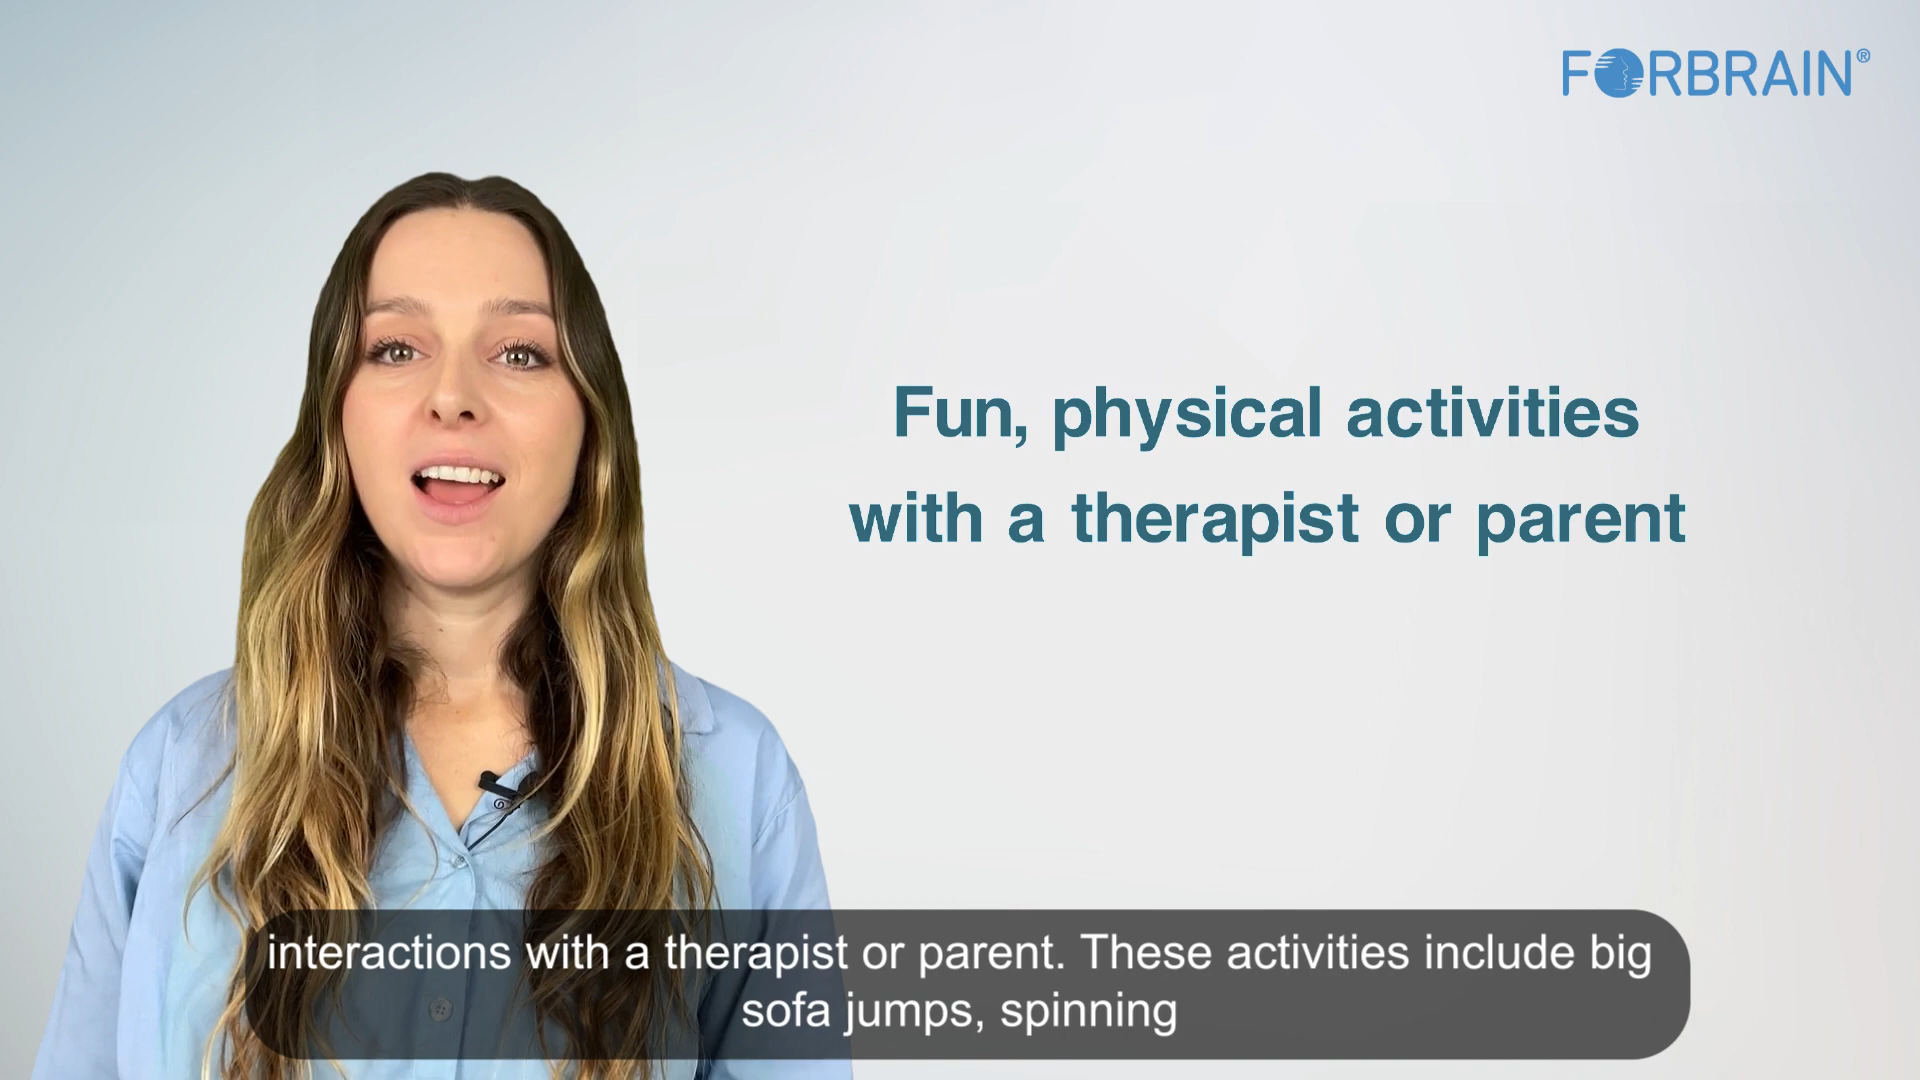 FORBRAIN®
Fun, physical activities
with a therapist or parent
interactions with a therapist or parent. These activities include big
sofa jumps, spinning